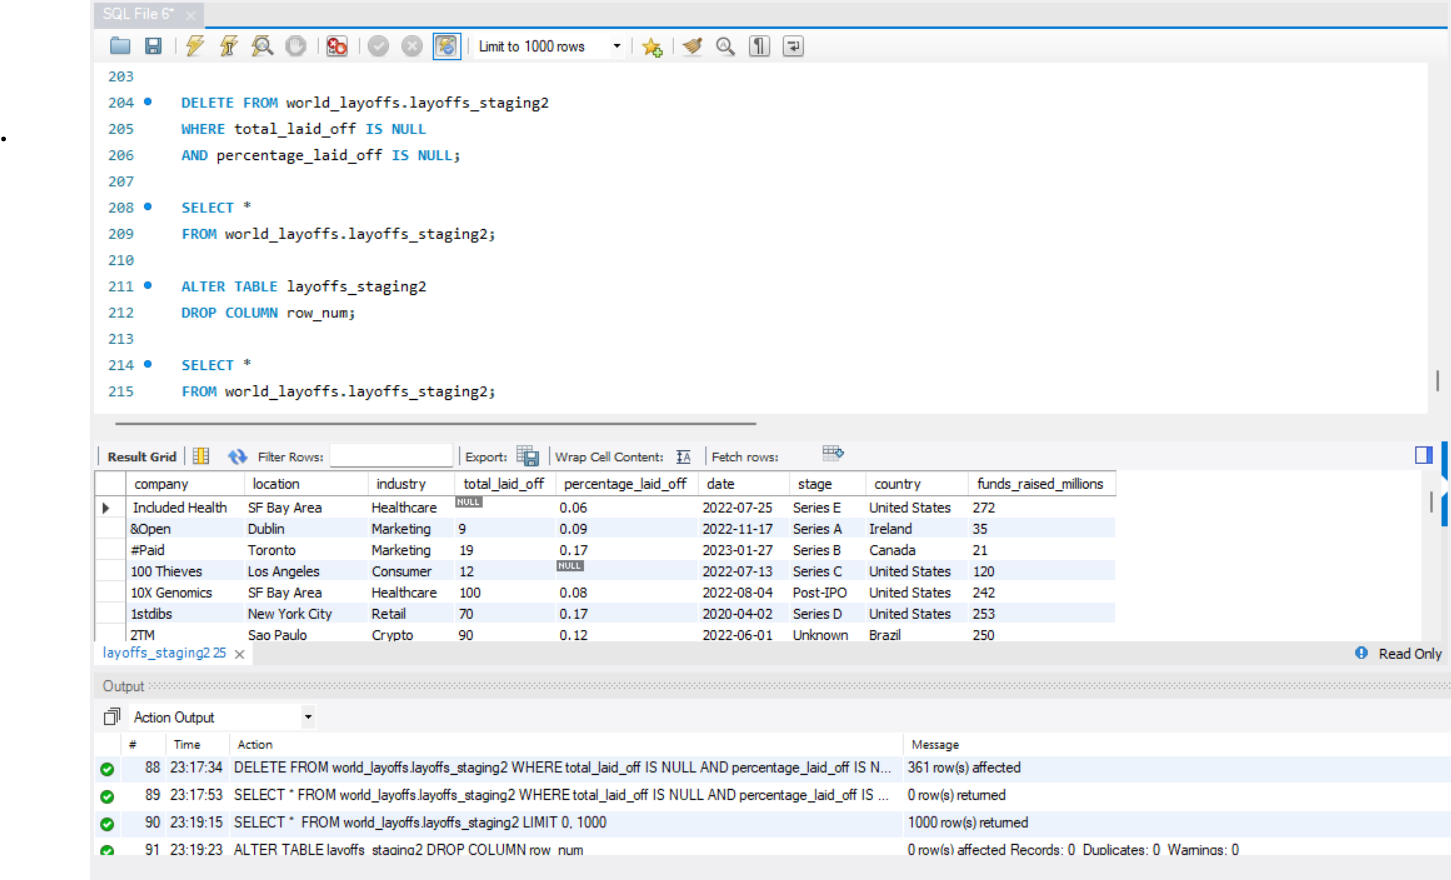 SQL File 6*
Limit to 1000 rows
203
204 DELETE FROM world_layoffs.layoffs_staging2
205 WHERE total_laid_off IS NULL
206 AND percentage_laid_off IS NULL;
207
208 SELECT *
209 FROM world_layoffs.layoffs_staging2;
210
211 ALTER TABLE layoffs_staging2
212 DROP COLUMN row_num;
213
214 SELECT *
215 FROM world_layoffs.layoffs_staging2;
Result Grid Filter Rows: Export: Wrap Cell Content: Fetch rows:
company location industry total_laid_off percentage_laid_off date stage country funds_raised_millions
Included Health SF Bay Area Healthcare NULL 0.06 2022-07-25 Series E United States 272
&Open Dublin Marketing 9 0.09 2022-11-17 Series A Ireland 35
#Paid Toronto Marketing 19 0.17 2023-01-27 Series B Canada 21
100 Thieves Los Angeles Consumer 12 NULL 2022-07-13 Series C United States 120
10X Genomics SF Bay Area Healthcare 100 0.08 2022-08-04 Post-IPO United States 242
1stdibs New York City Retail 70 0.17 2020-04-02 Series D United States 253
2TM Sao Paulo Crypto 90 0.12 2022-06-01 Unknown Brazil 250
layoffs_staging2 25 Read Only
Output
Action Output
# Time Action Message
88 23:17:34 DELETE FROM world_layoffs.layoffs_staging2 WHERE total_laid_off IS NULL AND percentage_laid_off IS N... 361 row(s) affected
89 23:17:53 SELECT * FROM world_layoffs.layoffs_staging2 WHERE total_laid_off IS NULL AND percentage_laid_off IS ... 0 row(s) returned
90 23:19:15 SELECT * FROM world_layoffs.layoffs_staging2 LIMIT 0, 1000 1000 row(s) returned
91 23:19:23 ALTER TABLE layoffs_staging2 DROP COLUMN row_num 0 row(s) affected Records: 0 Duplicates: 0 Warnings: 0